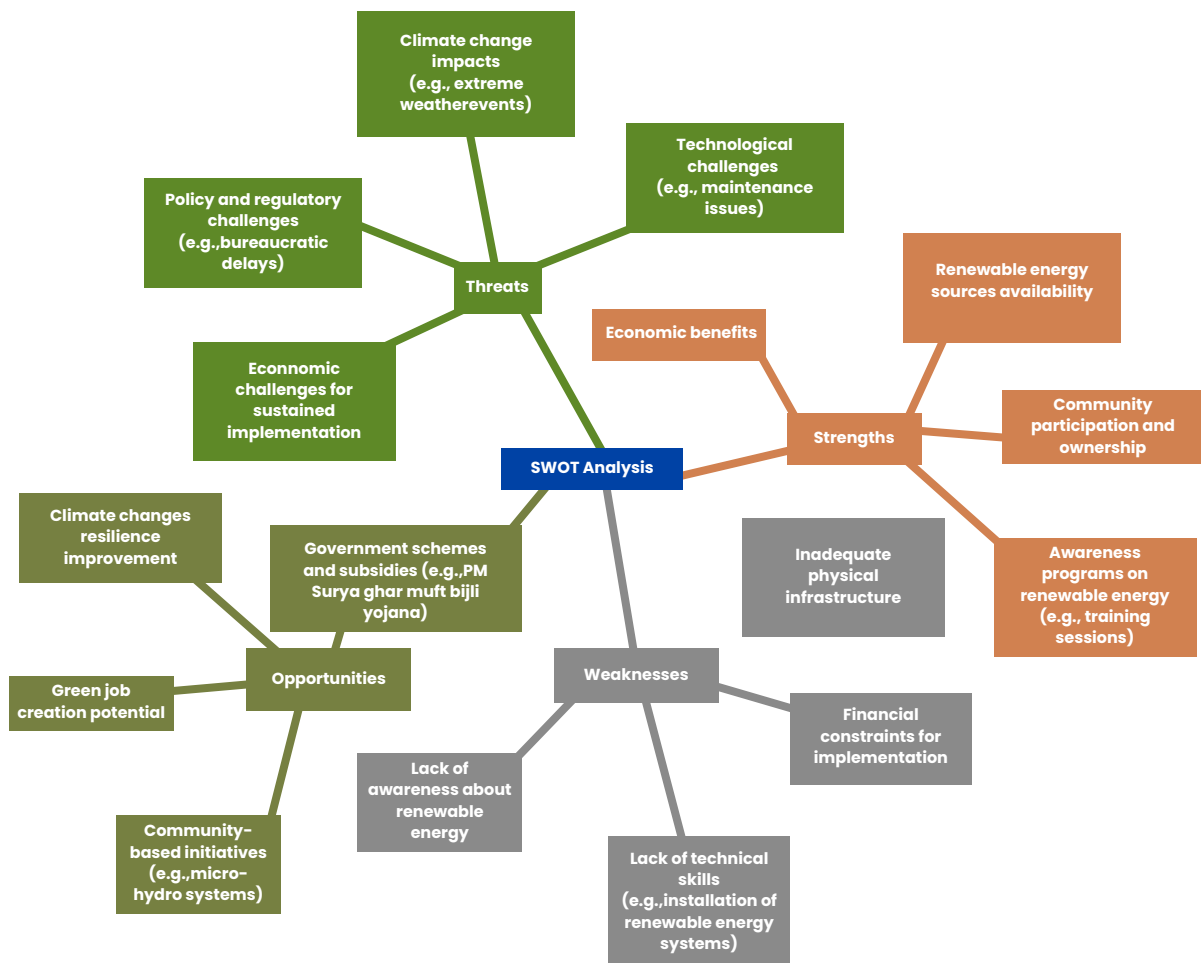 Climate change
impacts
(e.g., extreme
weatherevents)
Technological
challenges
(e.g., maintenance
issues)
Policy and regulatory
challenges
(e.g.,bureaucratic
delays)
Threats
Econnomic
challenges for
sustained
implementation
Renewable energy
sources availability
Economic benefits
Community
participation and
ownership
Strengths
Awareness
programs on
renewable energy
(e.g., training
sessions)
SWOT Analysis
Climate changes
resilience
improvement
Government schemes
and subsidies (e.g.,PM
Surya ghar muft bijli
yojana)
Opportunities
Green job
creation potential
Community-
based initiatives
(e.g.,micro-
hydro systems)
Inadequate
physical
infrastructure
Weaknesses
Financial
constraints for
implementation
Lack of
awareness about
renewable
energy
Lack of technical
skills
(e.g.,installation of
renewable energy
systems)